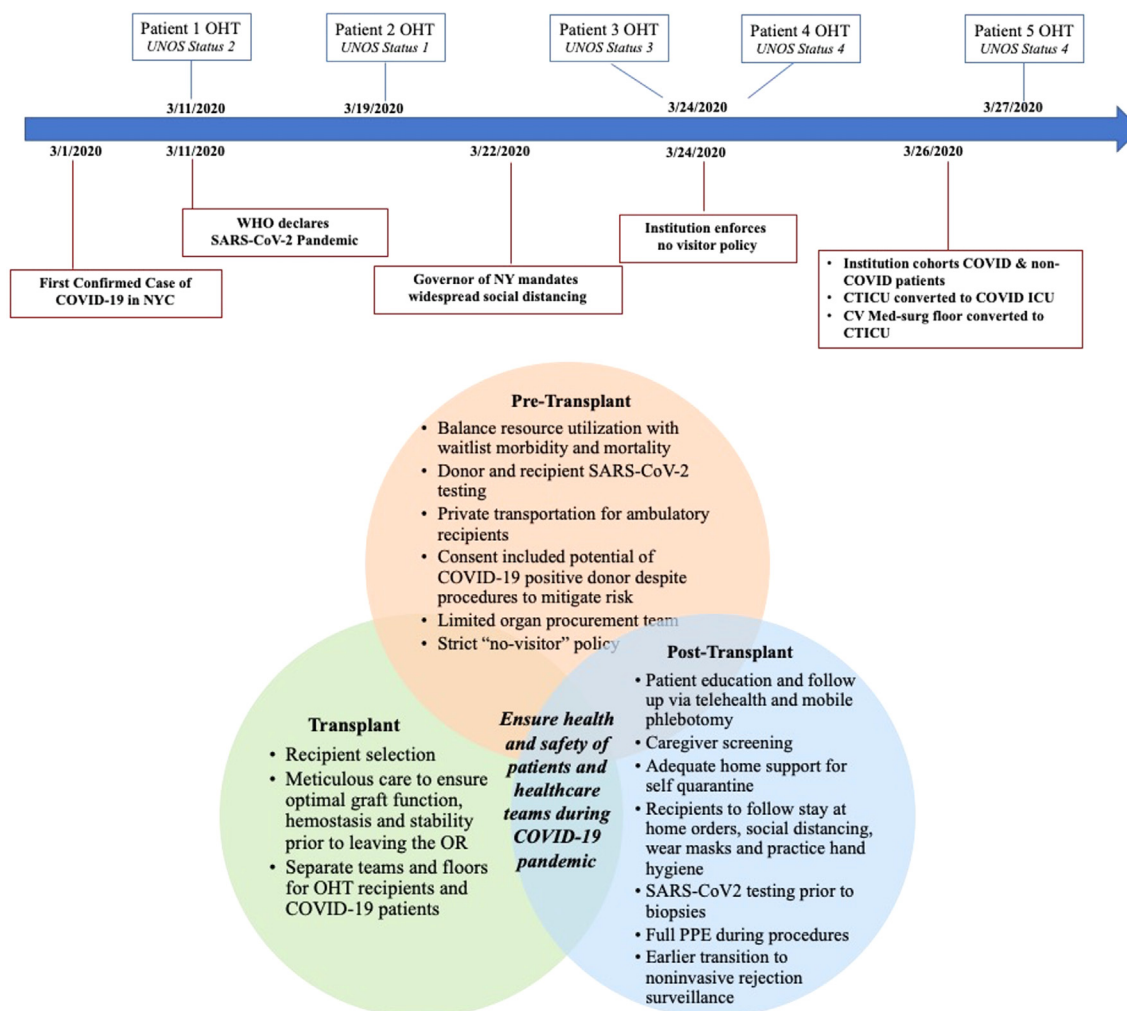 Patient 1 OHT
UNOS Status 2
Patient 2 OHT
UNOS Status 1
Patient 3 OHT
UNOS Status 3
Patient 4 OHT
UNOS Status 4
Patient 5 OHT
UNOS Status 4
3/11/2020
3/19/2020
3/24/2020
3/27/2020
3/1/2020
3/11/2020
3/22/2020
3/24/2020
3/26/2020
First Confirmed Case of
COVID-19 in NYC
WHO declares
SARS-CoV-2 Pandemic
Governor of NY mandates
widespread social distancing
Institution enforces
no visitor policy
• Institution cohorts COVID & non-
COVID patients
• CTICU converted to COVID ICU
• CV Med-surg floor converted to
CTICU
Pre-Transplant
• Balance resource utilization with
waitlist morbidity and mortality
• Donor and recipient SARS-CoV-2
testing
• Private transportation for ambulatory
recipients
• Consent included potential of
COVID-19 positive donor despite
procedures to mitigate risk
• Limited organ procurement team
• Strict “no-visitor” policy
Transplant
• Recipient selection
• Meticulous care to ensure
optimal graft function,
hemostasis and stability
prior to leaving the OR
• Separate teams and floors
for OHT recipients and
COVID-19 patients
Ensure health
and safety of
patients and
healthcare
teams during
COVID-19
pandemic
Post-Transplant
• Patient education and follow
up via telehealth and mobile
phlebotomy
• Caregiver screening
• Adequate home support for
self quarantine
• Recipients to follow stay at
home orders, social distancing,
wear masks and practice hand
hygiene
• SARS-CoV2 testing prior to
biopsies
• Full PPE during procedures
• Earlier transition to
noninvasive rejection
surveillance